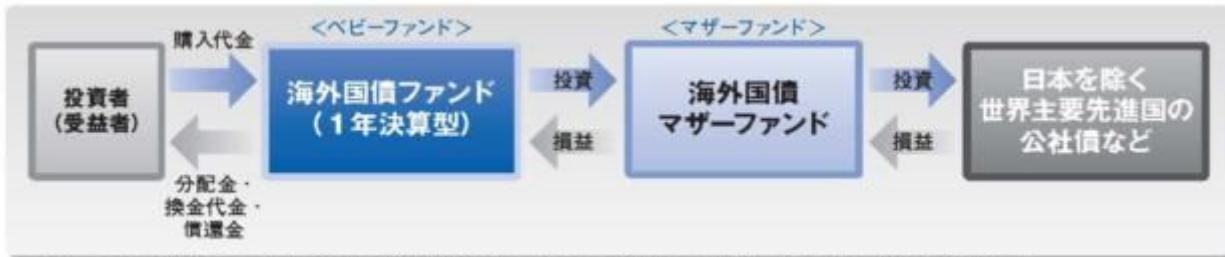 購入代金
投資者
(受益者)
分配金・
換金代金・
償還金
<ベビーファンド>
海外国債ファンド
(1年決算型)
投資
損益
<マザーファンド>
海外国債
マザーファンド
投資
損益
日本を除く
世界主要先進国の
公社債など